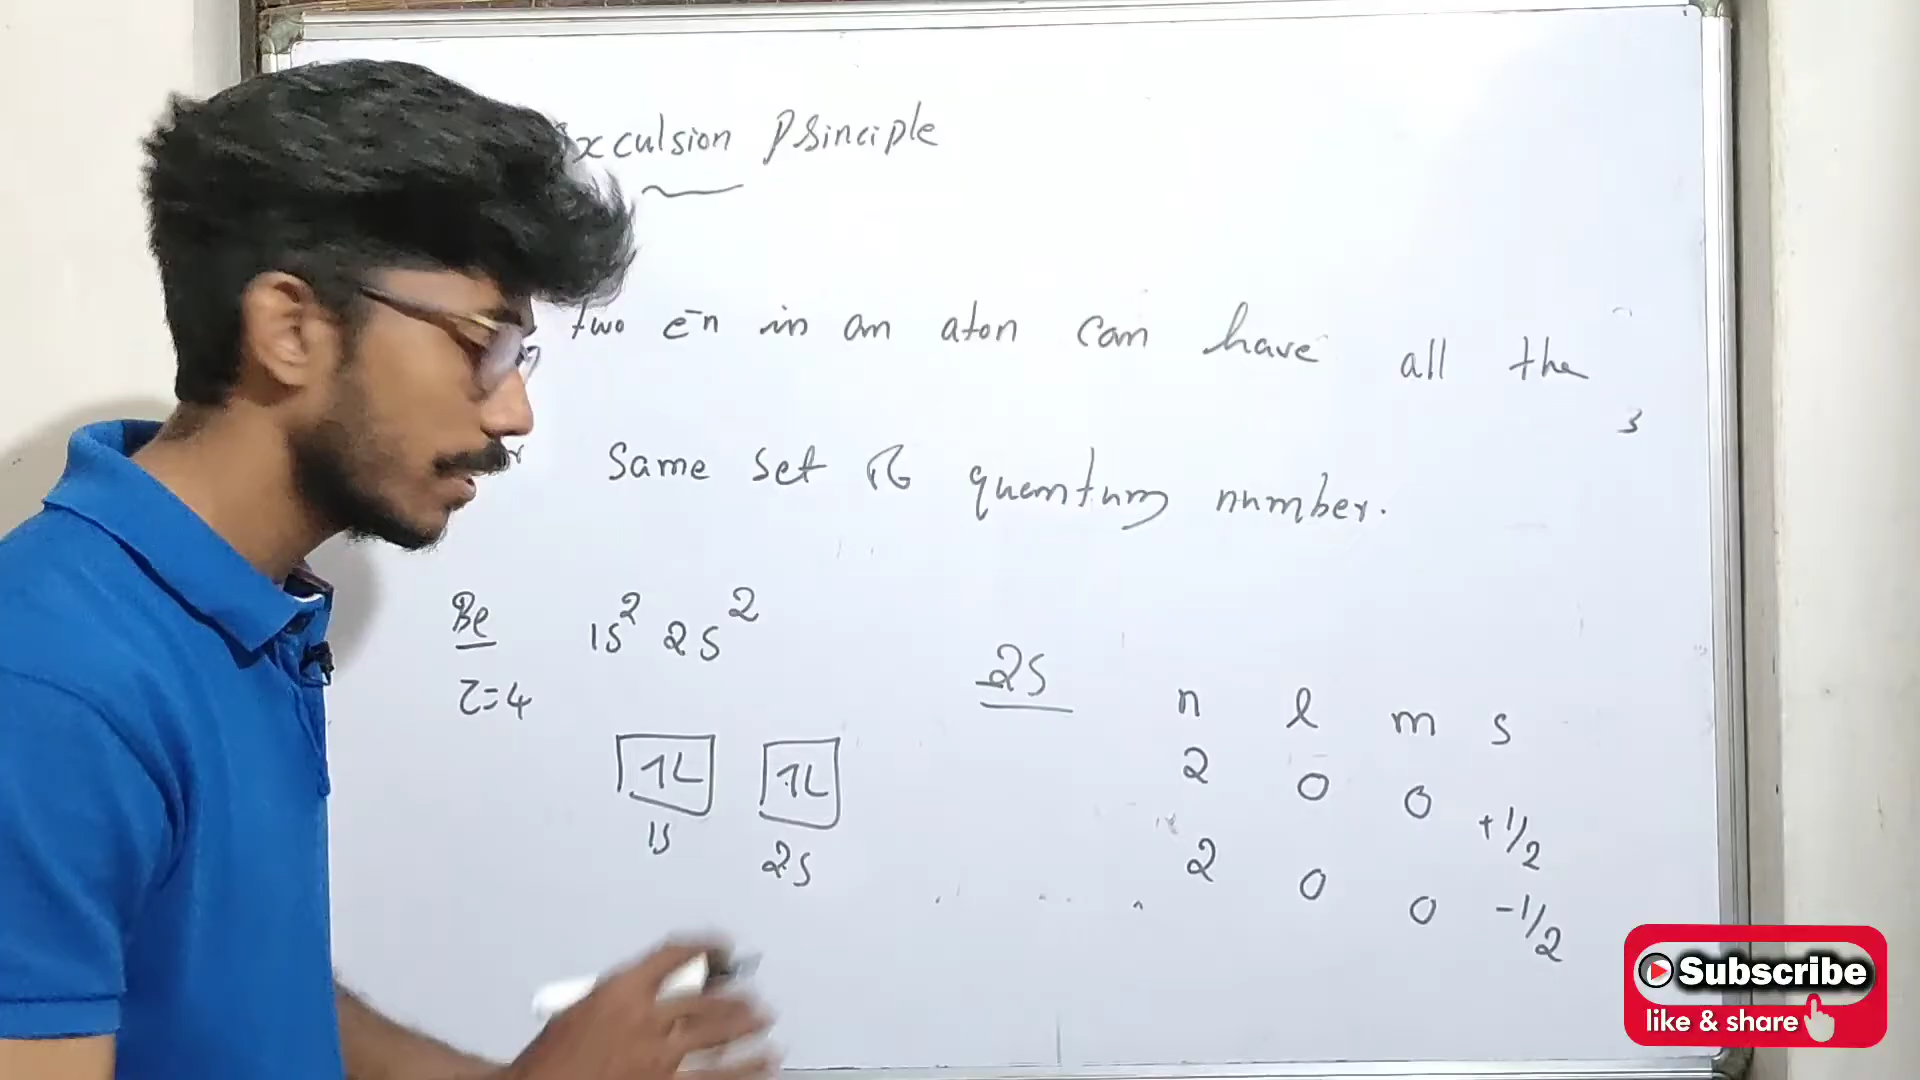 xculsion Principle
two e-n in an aton can have all the
same set of quantum number.
Be 1s² 2s²
Z=4
2s
n l m s
2 0 0 +1/2
2 0 0 -1/2
1L 1L
1s 2s
Subscribe
like & share